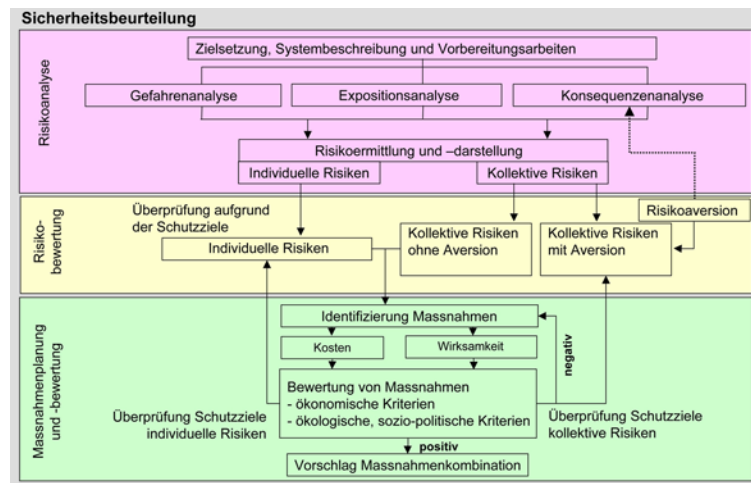 Sicherheitsbeurteilung
Risikoanalyse
Zielsetzung, Systembeschreibung und Vorbereitungsarbeiten
Gefahrenanalyse
Expositionsanalyse
Konsequenzenanalyse
Risikoermittlung und –darstellung
Individuelle Risiken
Kollektive Risiken
Risiko-
bewertung
Überprüfung aufgrund
der Schutzziele
Individuelle Risiken
Kollektive Risiken
ohne Aversion
Kollektive Risiken
mit Aversion
Risikoaversion
Massnahmenplanung
und -bewertung
Identifizierung Massnahmen
Kosten
Wirksamkeit
negativ
Bewertung von Massnahmen
- ökonomische Kriterien
- ökologische, sozio-politische Kriterien
Überprüfung Schutzziele
individuelle Risiken
Überprüfung Schutzziele
kollektive Risiken
positiv
Vorschlag Massnahmenkombination